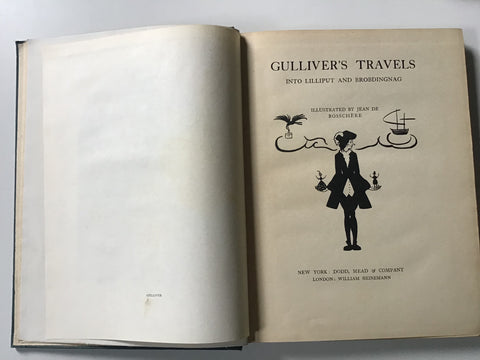 GULLIVER
GULLIVER'S TRAVELS
INTO LILLIPUT AND BROBDINGNAG
ILLUSTRATED BY JEAN DE
BOSSCHÈRE
NEW YORK: DODD, MEAD & COMPANY
LONDON: WILLIAM HEINEMANN